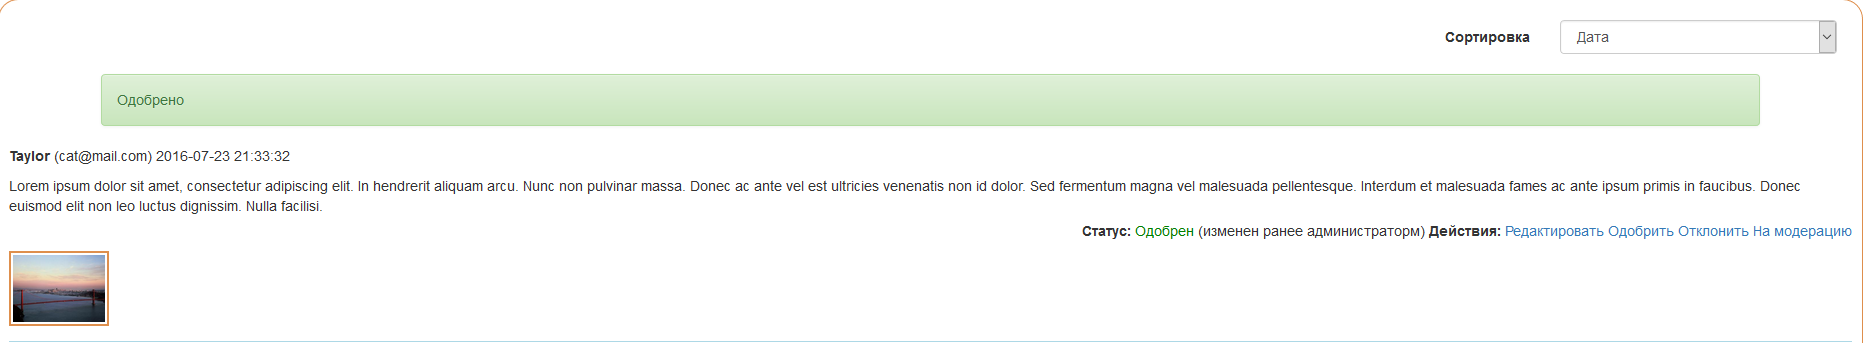 Сортировка Дата
Одобрено
Taylor (cat@mail.com) 2016-07-23 21:33:32
Lorem ipsum dolor sit amet, consectetur adipiscing elit. In hendrerit aliquam arcu. Nunc non pulvinar massa. Donec ac ante vel est ultricies venenatis non id dolor. Sed fermentum magna vel malesuada pellentesque. Interdum et malesuada fames ac ante ipsum primis in faucibus. Donec
euismod elit non leo luctus dignissim. Nulla facilisi.
Статус: Одобрен (изменен ранее администраторм) Действия: Редактировать Одобрить Отклонить На модерацию